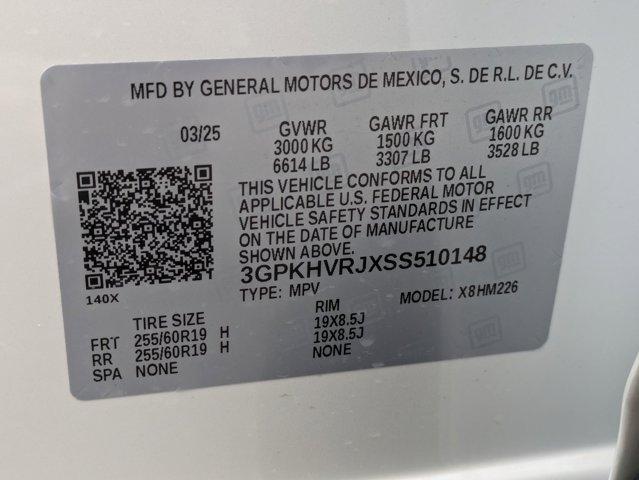 MFD BY GENERAL MOTORS DE MEXICO, S. DE R.L. DE C.V.
03/25 GVWR GAWR FRT GAWR RR
3000 KG 1500 KG 1600 KG
6614 LB 3307 LB 3528 LB
THIS VEHICLE CONFORMS TO ALL
APPLICABLE U.S. FEDERAL MOTOR
VEHICLE SAFETY STANDARDS IN EFFECT
ON THE DATE OF MANUFACTURE
SHOWN ABOVE.
3GPKHVRJXSS510148
140X
TYPE: MPV MODEL: X8HM226
TIRE SIZE RIM
FRT 255/60R19 H 19X8.5J
RR 255/60R19 H 19X8.5J
SPA NONE NONE